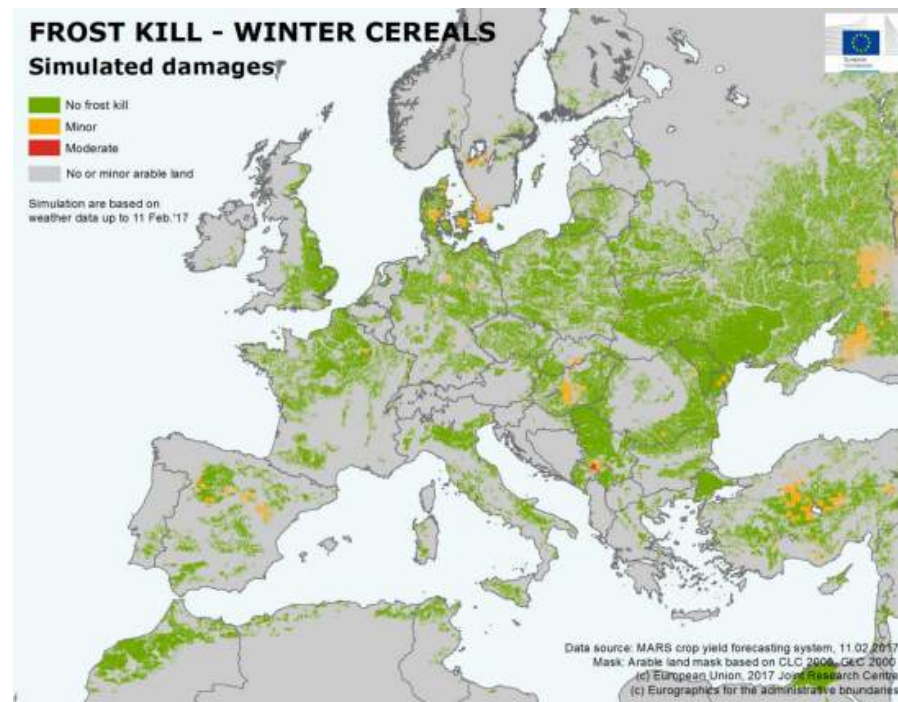 FROST KILL - WINTER CEREALS
Simulated damages
No frost kill
Minor
Moderate
No or minor arable land
Simulation are based on
weather data up to 11 Feb.'17
European
Commission
Data source: MARS crop yield forecasting system, 11.02.2017
Mask: Arable land mask based on CLC 2006, GLC 2000
(c) European Union, 2017 Joint Research Centre
(c) Eurographics for the administrative boundaries